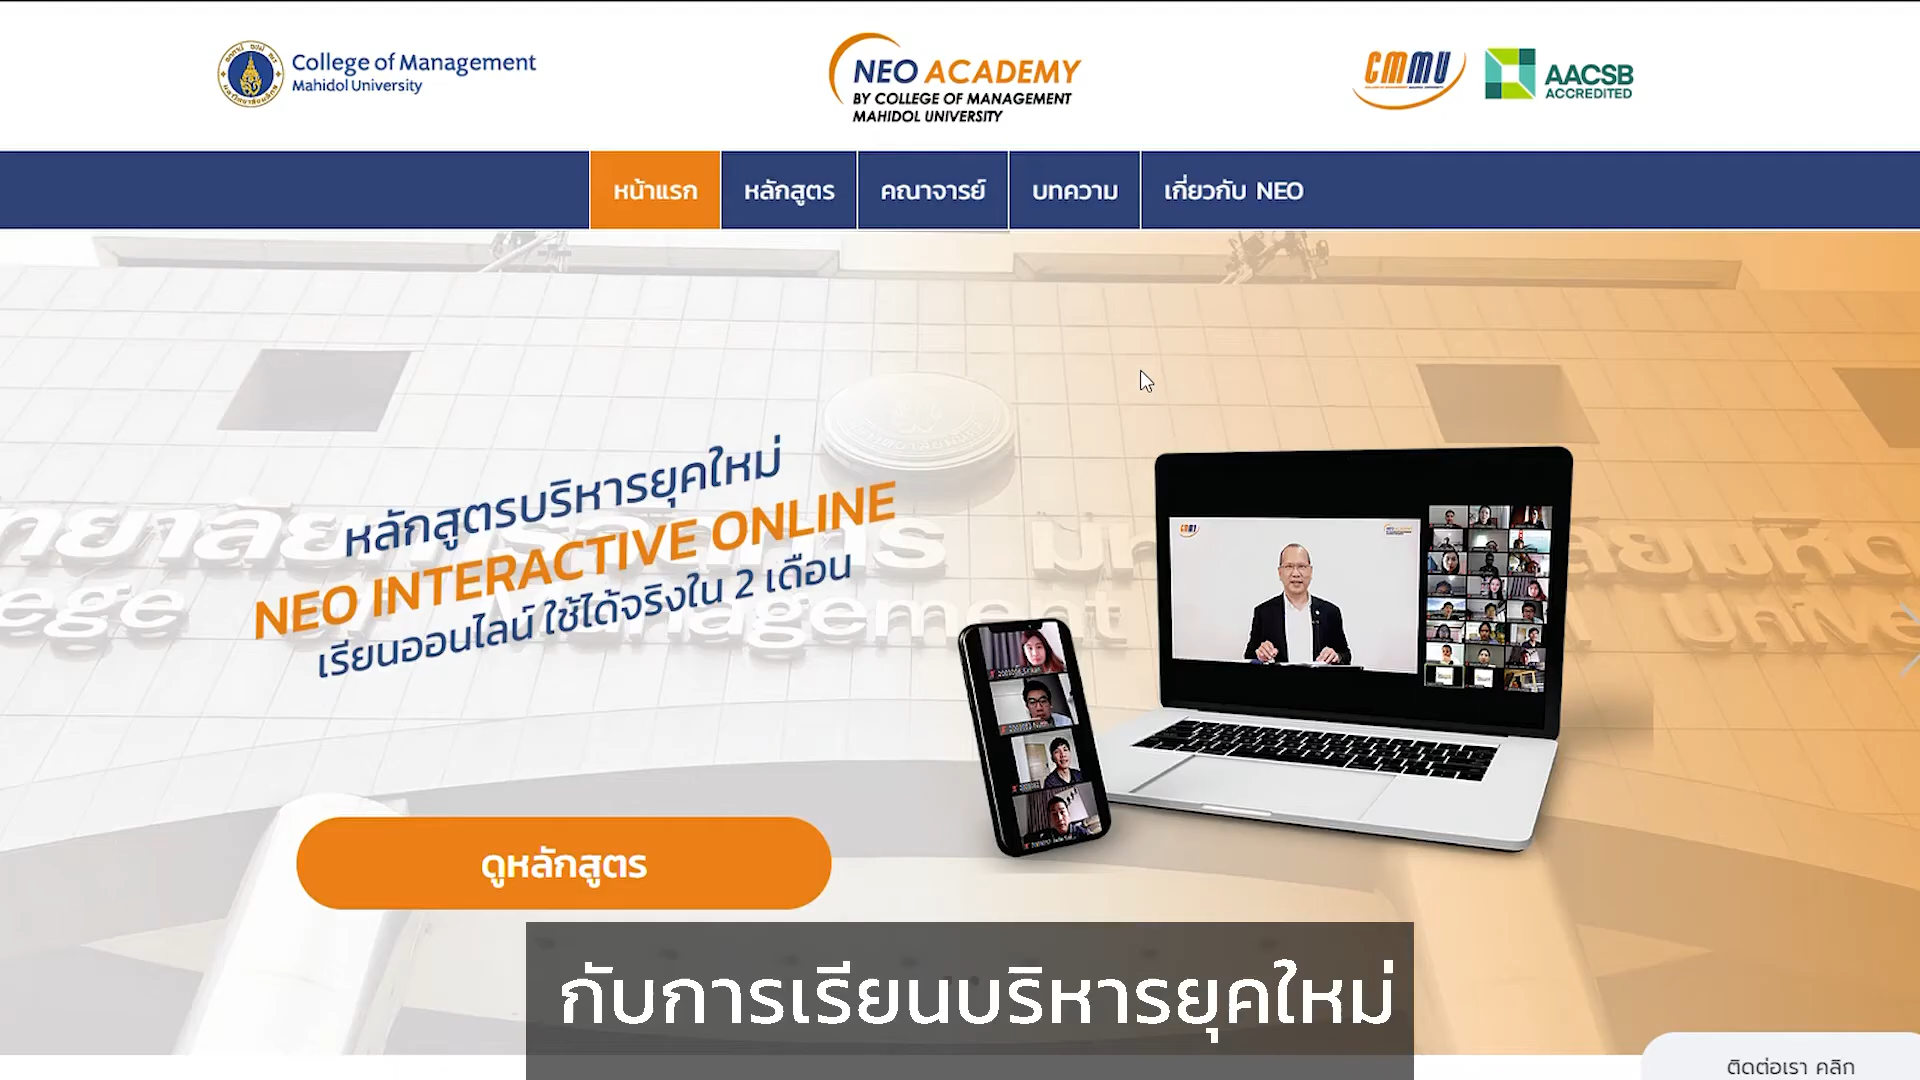 College of Management
Mahidol University
NEO ACADEMY
BY COLLEGE OF MANAGEMENT
MAHIDOL UNIVERSITY
CMMU
AACSB
ACCREDITED
หน้าแรก
หลักสูตร
คณาจารย์
บทความ
เกี่ยวกับ NEO
หลักสูตรบริหารยุคใหม่
NEO INTERACTIVE ONLINE
เรียนออนไลน์ ใช้ได้จริงใน 2 เดือน
Management
ดูหลักสูตร
กับการเรียนบริหารยุคใหม่
ติดต่อเรา คลิก